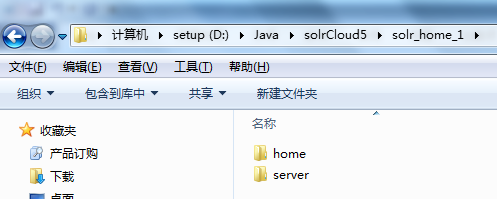 计算机 ▸ setup (D:) ▸ Java ▸ solrCloud5 ▸ solr_home_1 ▸
文件(F) 编辑(E) 查看(V) 工具(T) 帮助(H)
组织 包含到库中 共享 新建文件夹
收藏夹
产品订购
下载
桌面
名称
home
server